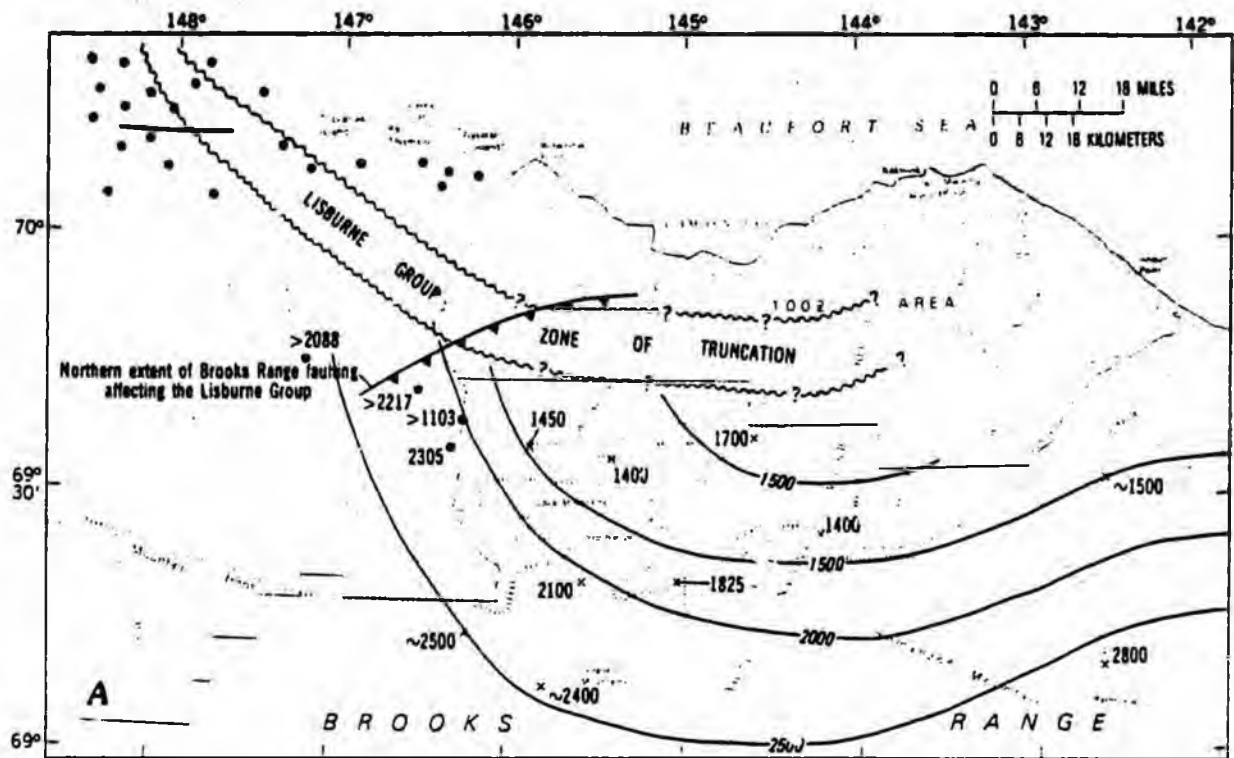 148° 147° 146° 145° 144° 143° 142°
0 6 12 18 MILES
BEAUFORT SEA
0 8 12 18 KILOMETERS
70°
LISBURNE
GROUP
?
?
?
?
1002 AREA
ZONE OF TRUNCATION
?
?
?
?
>2088
Northern extent of Brooks Range faulting
affecting the Lisburne Group
>2217
>1103
2305
1450
1400
1700
1500
69°
30'
~1500
1400
1500
2100
1825
2000
~2500
2800
A
~2400
BROOKS RANGE
69°
2500